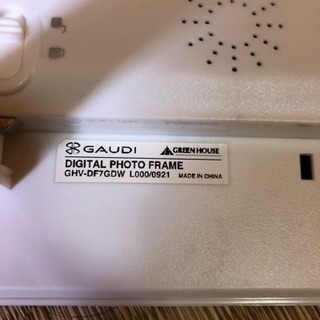 GAUDI GREEN HOUSE
DIGITAL PHOTO FRAME
GHV-DF7GDW L000/0921 MADE IN CHINA